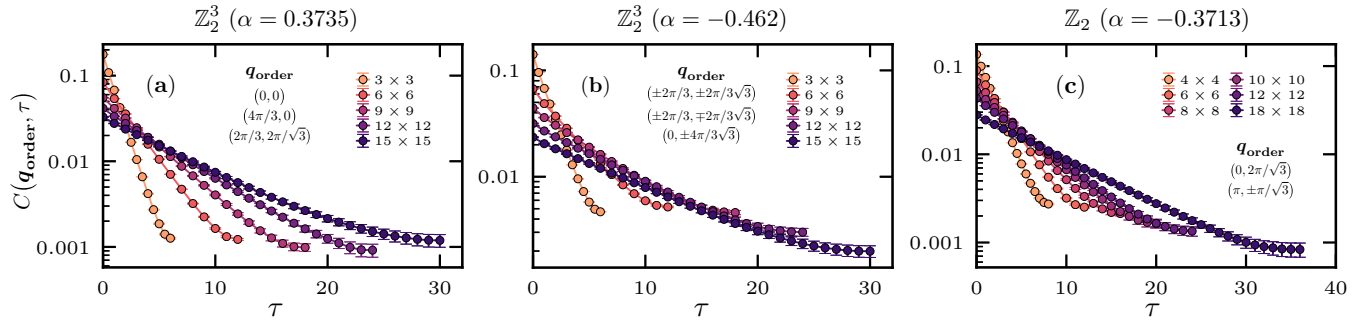 ℤ₂³ (α = 0.3735)
ℤ₂³ (α = −0.462)
ℤ₂ (α = −0.3713)
C(q_order, τ)
0.1
0.01
0.001
(a)
q_order
(0, 0)
(4π/3, 0)
(2π/3, 2π/√3)
3 × 3
6 × 6
9 × 9
12 × 12
15 × 15
0 10 20 30
τ
0.1
0.01
(b)
q_order
(±2π/3, ±2π/3√3)
(±2π/3, ∓2π/3√3)
(0, ±4π/3√3)
3 × 3
6 × 6
9 × 9
12 × 12
15 × 15
0 10 20 30
τ
0.1
0.01
0.001
(c)
4 × 4 10 × 10
6 × 6 12 × 12
8 × 8 18 × 18
q_order
(0, 2π/√3)
(π, ±π/√3)
0 10 20 30 40
τ